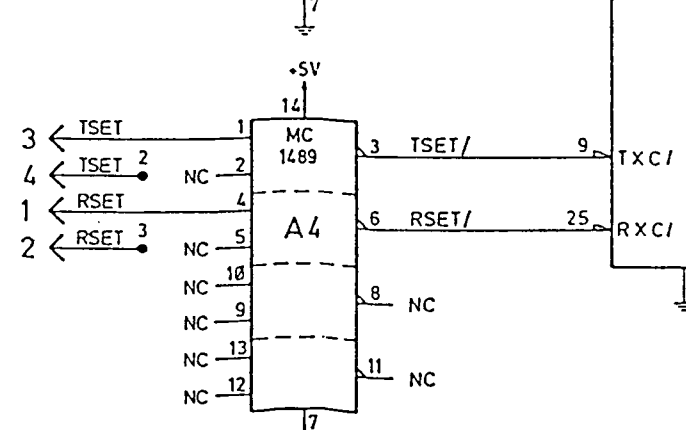 7
+5V
14
3 TSET 1 MC 1489 3 TSET/ 9 TXC/
4 TSET 2 NC 2
1 RSET 4 A4 6 RSET/ 25 RXC/
2 RSET 3 NC 5
NC 10
8 NC
NC 9
NC 13
11 NC
NC 12
7